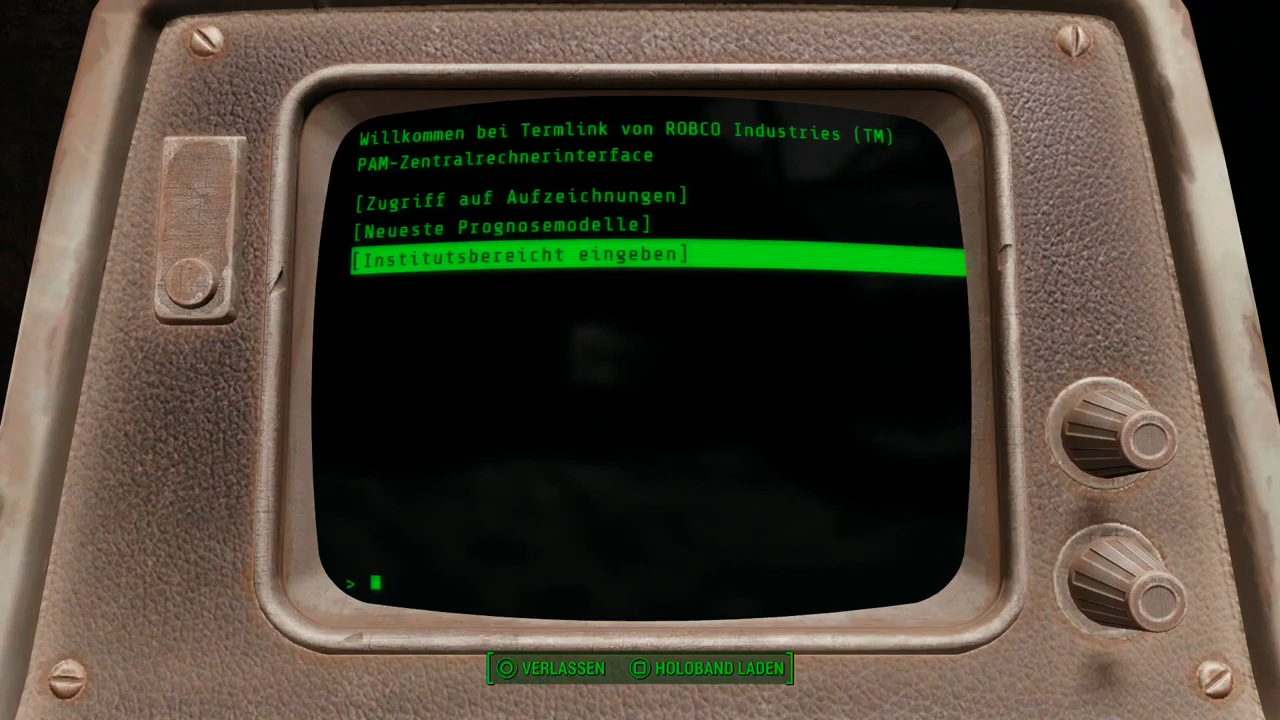 Willkommen bei Termlink von ROBCO Industries (TM)
PAM-Zentralrechnerinterface
[Zugriff auf Aufzeichnungen]
[Neueste Prognosemodelle]
[Institutsbereicht eingeben]
>
VERLASSEN HOLOBAND LADEN